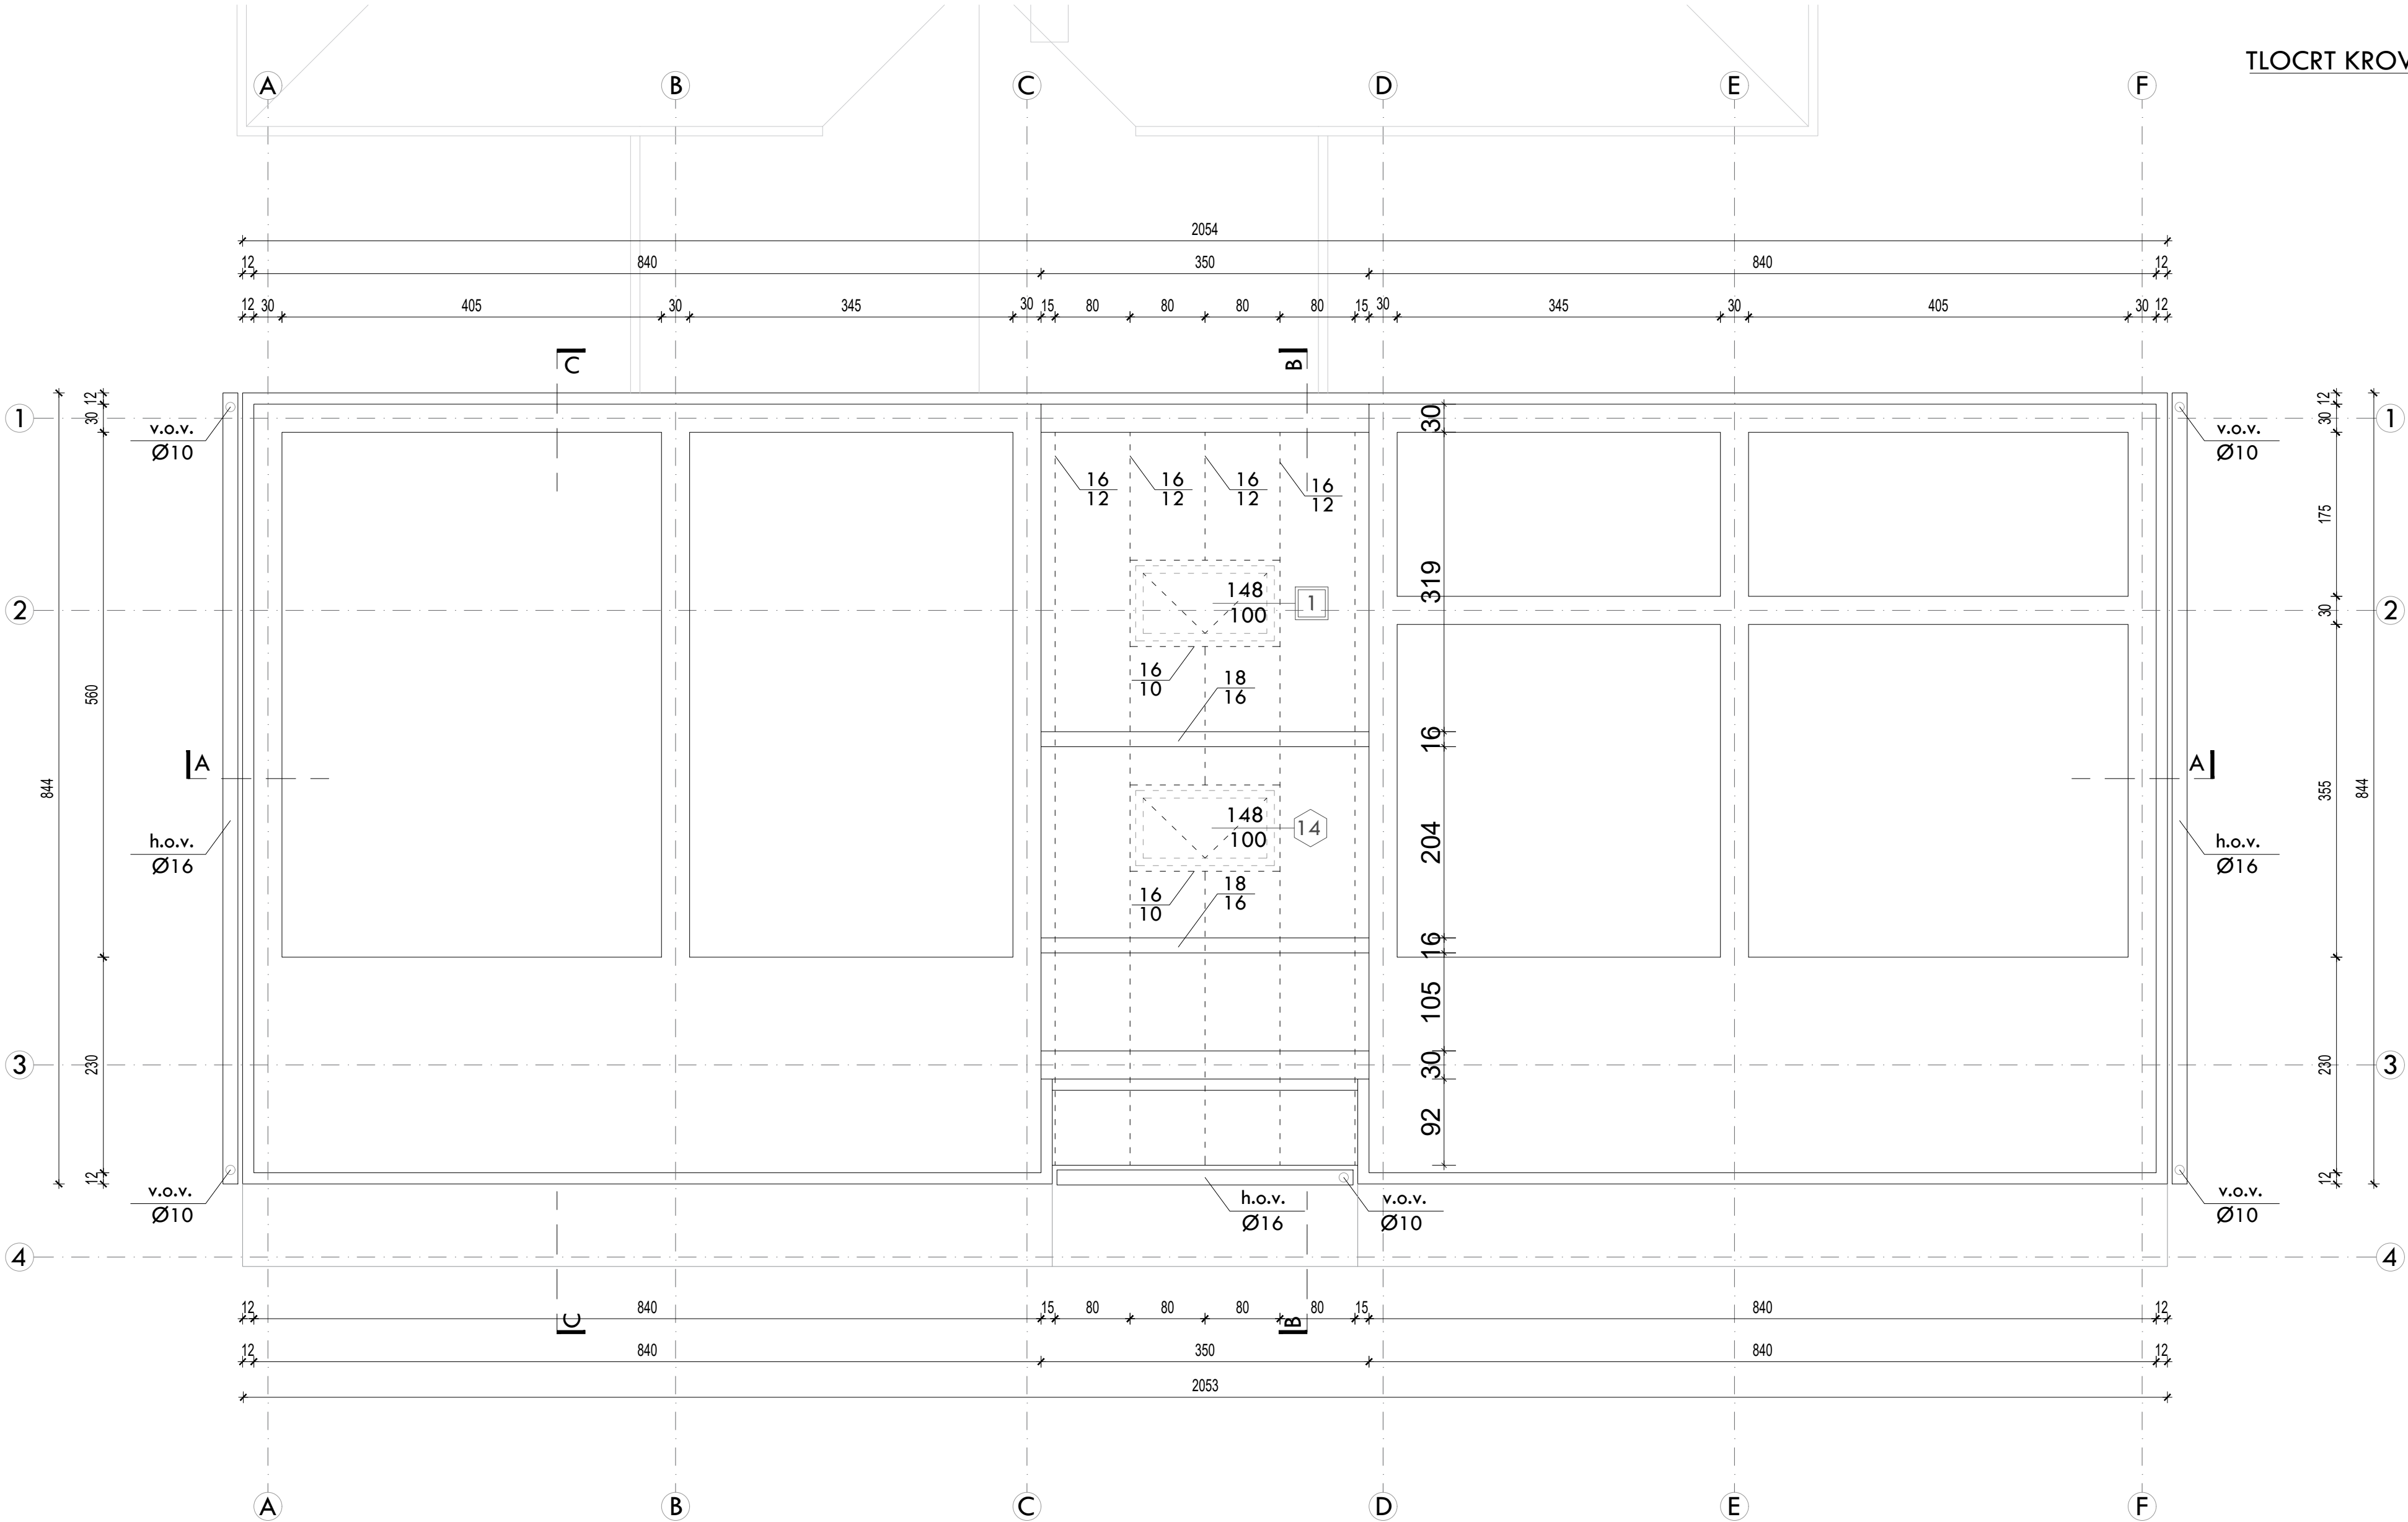 TLOCRT KROV
A B C D E F
2054
12 840 350 840 12
12 30 405 30 345 30 15 80 80 80 80 15 30 345 30 405 30 12
C B
1 12 30 30 12 30 1
v.o.v. v.o.v.
Ø10 Ø10
16 16 16 16
12 12 12 12
175
319
148
100
1
2 30 2
16
10
18
16
560
16
A A
844 355 844
148
100
14
204
h.o.v. h.o.v.
Ø16 Ø16
16
10
18
16
16
105
3 230 30 230 3
92
12 12
v.o.v. h.o.v. v.o.v. v.o.v.
Ø10 Ø16 Ø10 Ø10
4 4
12 840 15 80 80 80 80 15 840 12
C B
12 840 350 840 12
2053
A B C D E F